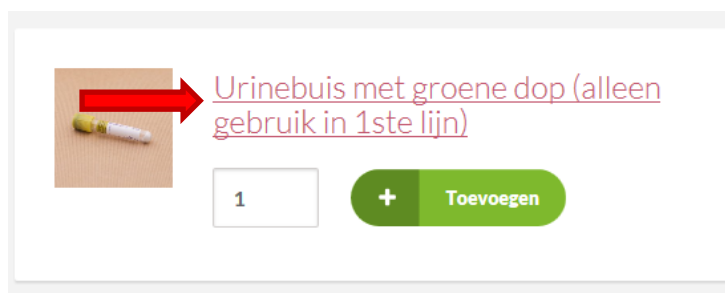 Urinebuis met groene dop (alleen
gebruik in 1ste lijn)
1
+ Toevoegen